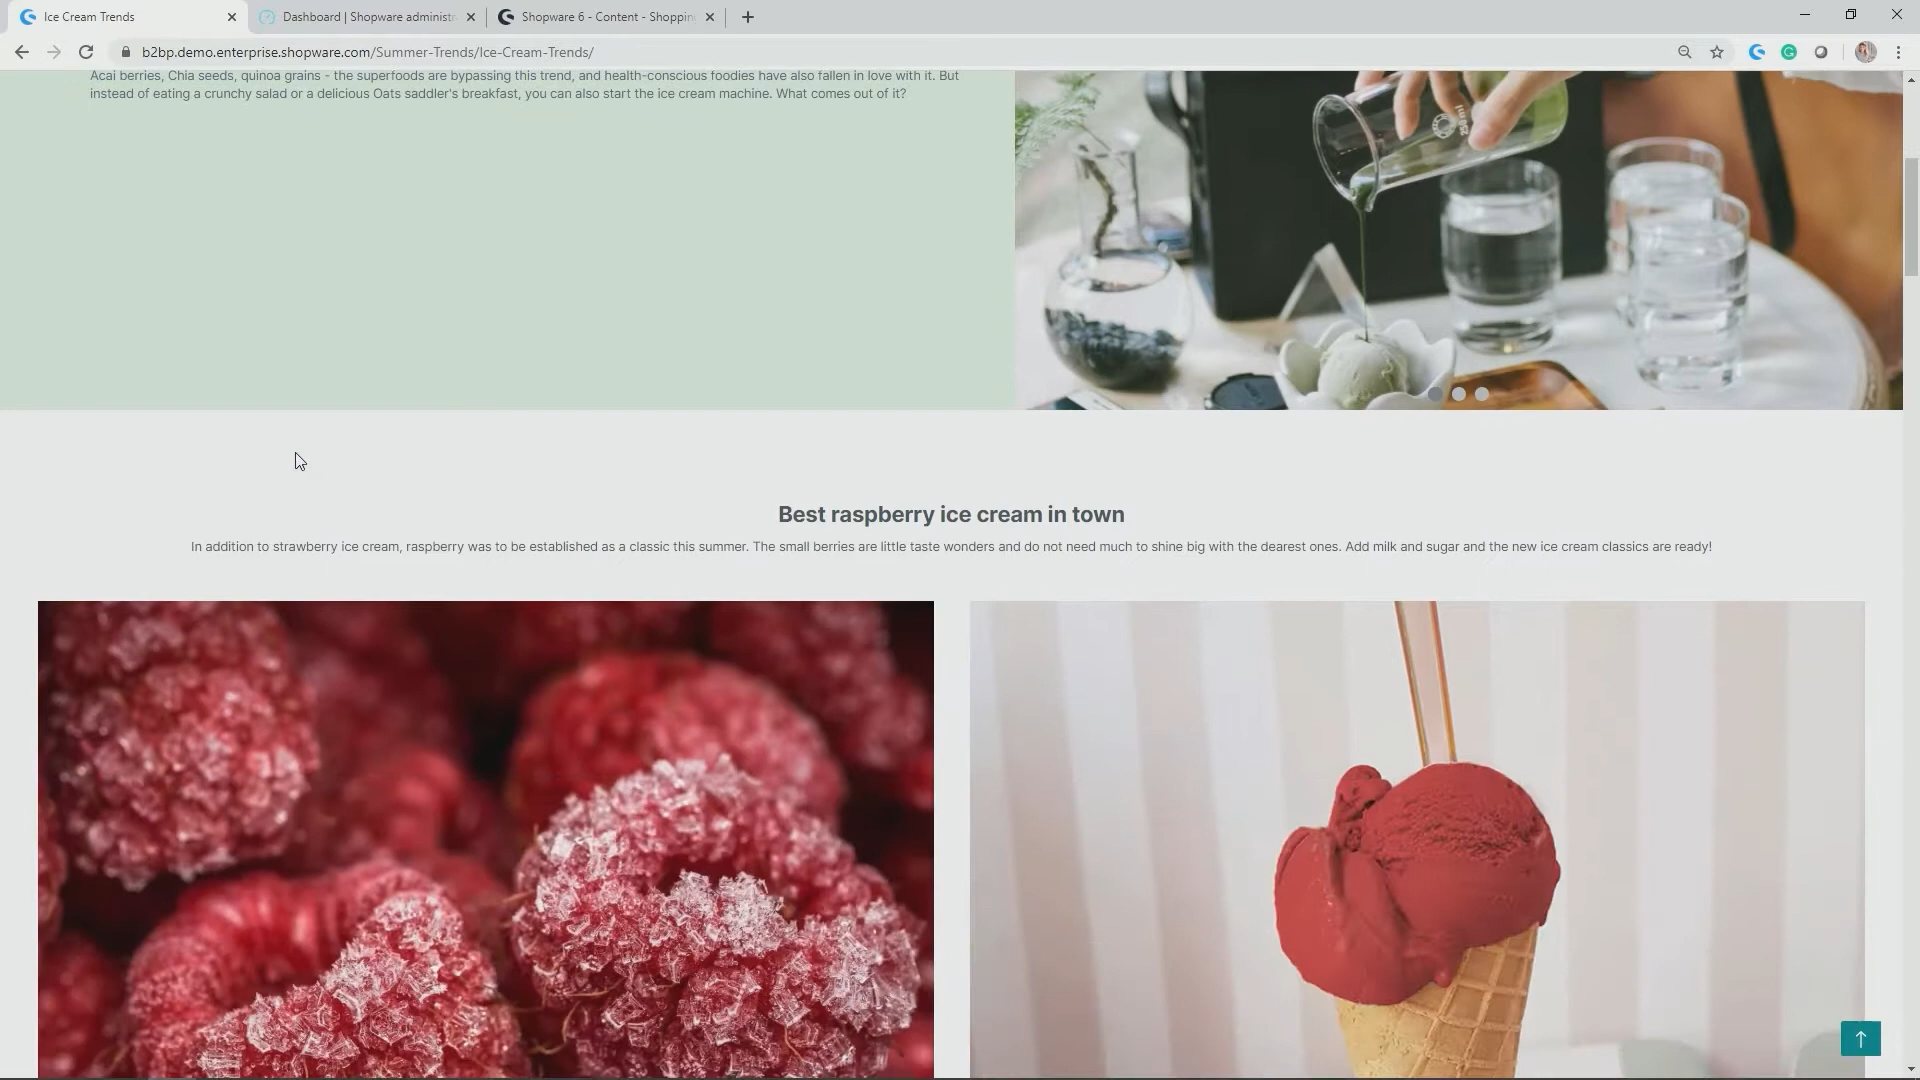 Ice Cream Trends
Dashboard | Shopware administr
Shopware 6 - Content - Shoppin
b2bp.demo.enterprise.shopware.com/Summer-Trends/Ice-Cream-Trends/
Acai berries, Chia seeds, quinoa grains - the superfoods are bypassing this trend, and health-conscious foodies have also fallen in love with it. But
instead of eating a crunchy salad or a delicious Oats saddler's breakfast, you can also start the ice cream machine. What comes out of it?
250 ml
Best raspberry ice cream in town
In addition to strawberry ice cream, raspberry was to be established as a classic this summer. The small berries are little taste wonders and do not need much to shine big with the dearest ones. Add milk and sugar and the new ice cream classics are ready!